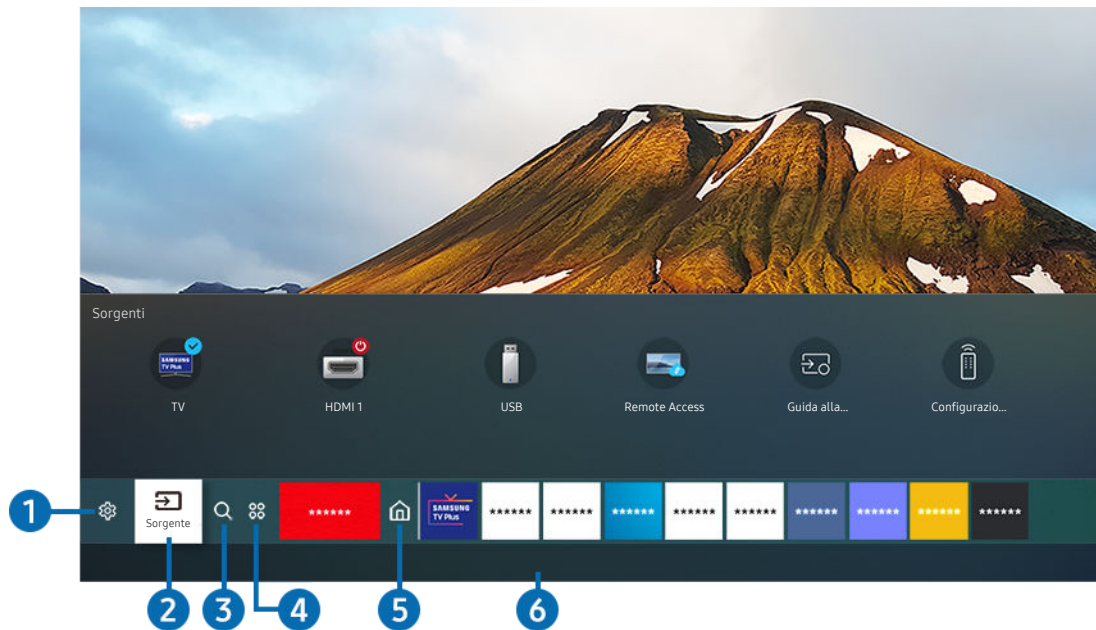 Sorgenti
SAMSUNG
TV Plus
TV
HDMI 1
USB
Remote Access
Guida alla...
Configurazio...
1
Sorgente
******
SAMSUNG
TV Plus
******
******
******
******
******
******
******
******
******
2
3
4
5
6